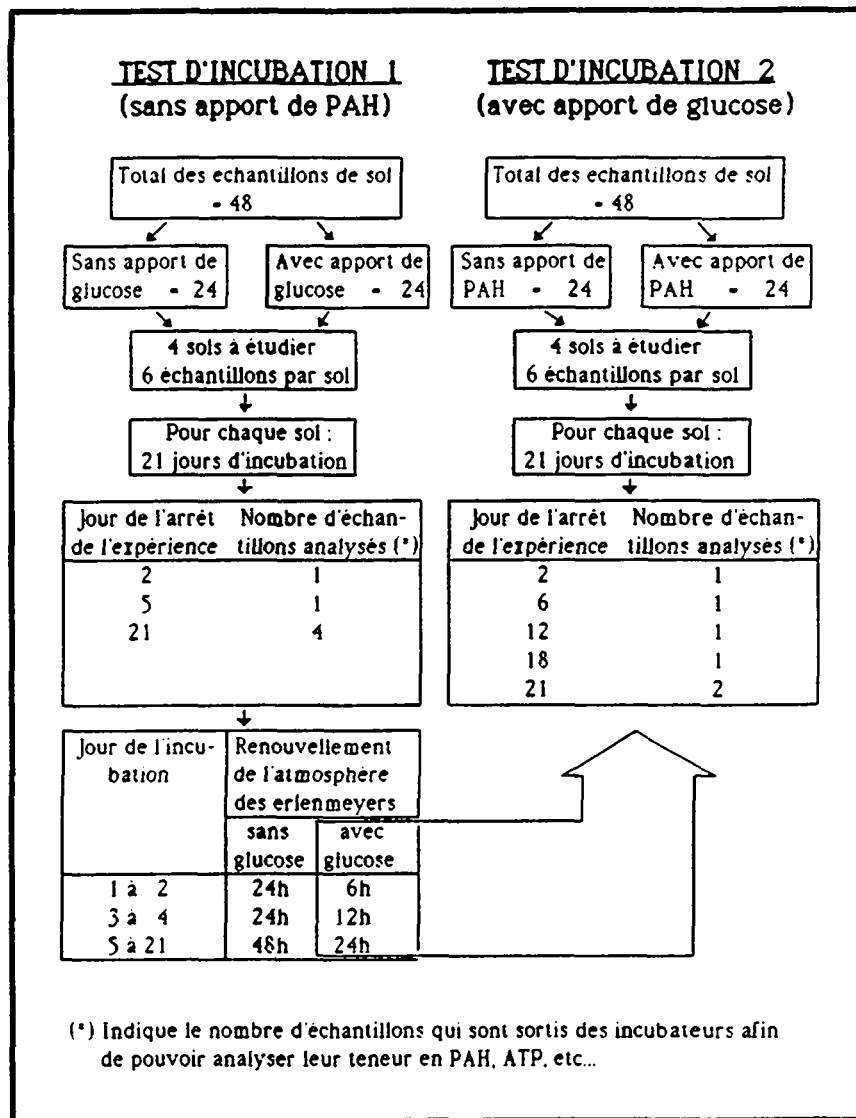 TEST D'INCUBATION 1
(sans apport de PAH)
Total des echantillons de sol
- 48
Sans apport de
glucose - 24
Avec apport de
glucose - 24
4 sols à étudier
6 échantillons par sol
Pour chaque sol :
21 jours d'incubation
Jour de l'arrêt Nombre d'échan-
de l'expérience tillons analysés (*)
2 1
5 1
21 4
Jour de l'incu-
bation
Renouvellement
de l'atmosphère
des erlenmeyers
sans avec
glucose glucose
1 à 2 24h 6h
3 à 4 24h 12h
5 à 21 48h 24h
TEST D'INCUBATION 2
(avec apport de glucose)
Total des echantillons de sol
- 48
Sans apport de
PAH - 24
Avec apport de
PAH - 24
4 sols à étudier
6 échantillons par sol
Pour chaque sol :
21 jours d'incubation
Jour de l'arrêt Nombre d'échan-
de l'expérience tillons analysés (*)
2 1
6 1
12 1
18 1
21 2
(*) Indique le nombre d'échantillons qui sont sortis des incubateurs afin
de pouvoir analyser leur teneur en PAH, ATP, etc...